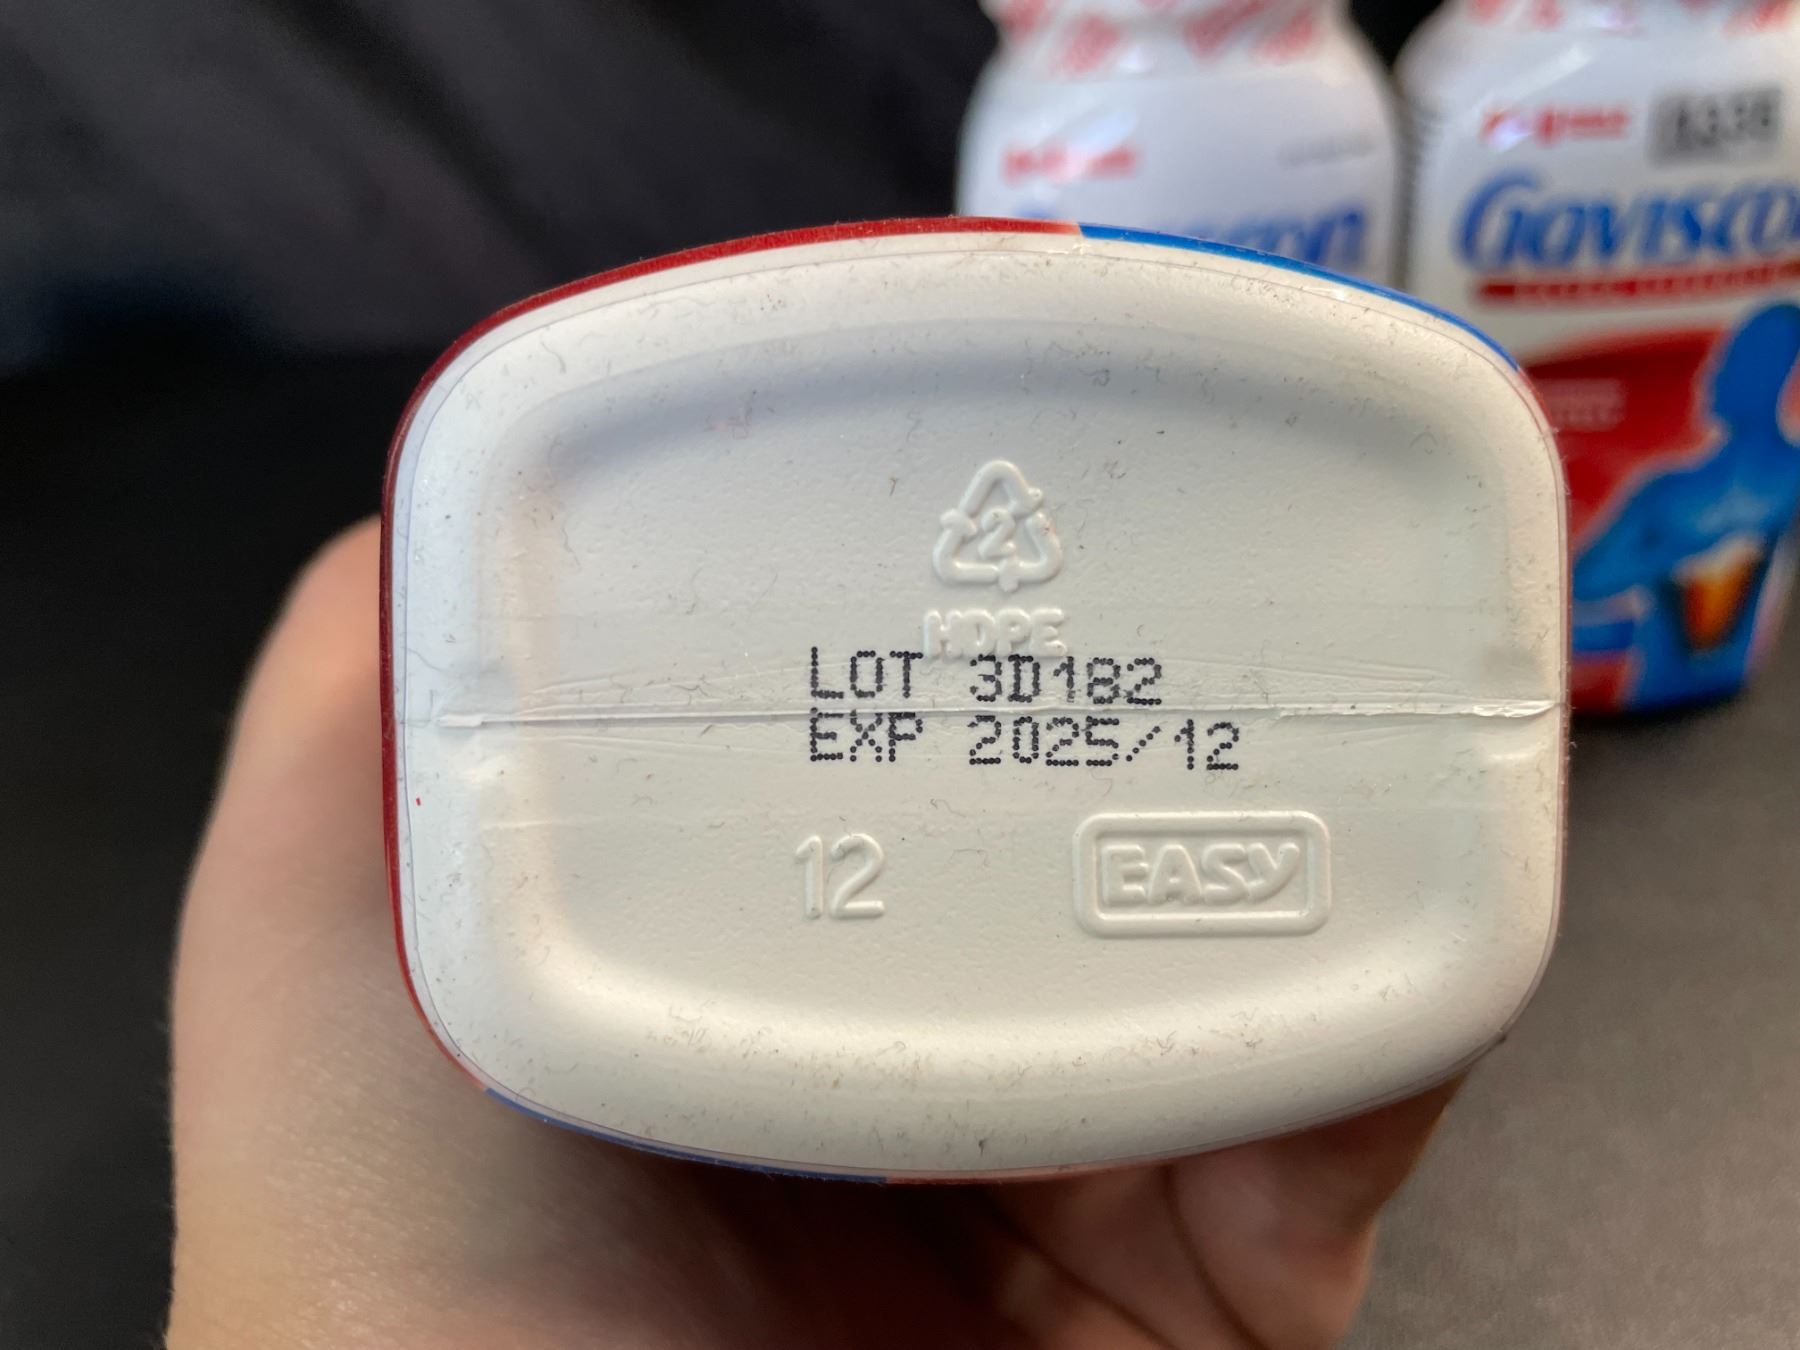 Gaviscon
2
HDPE
LOT 3D182
EXP 2025/12
12
EASY